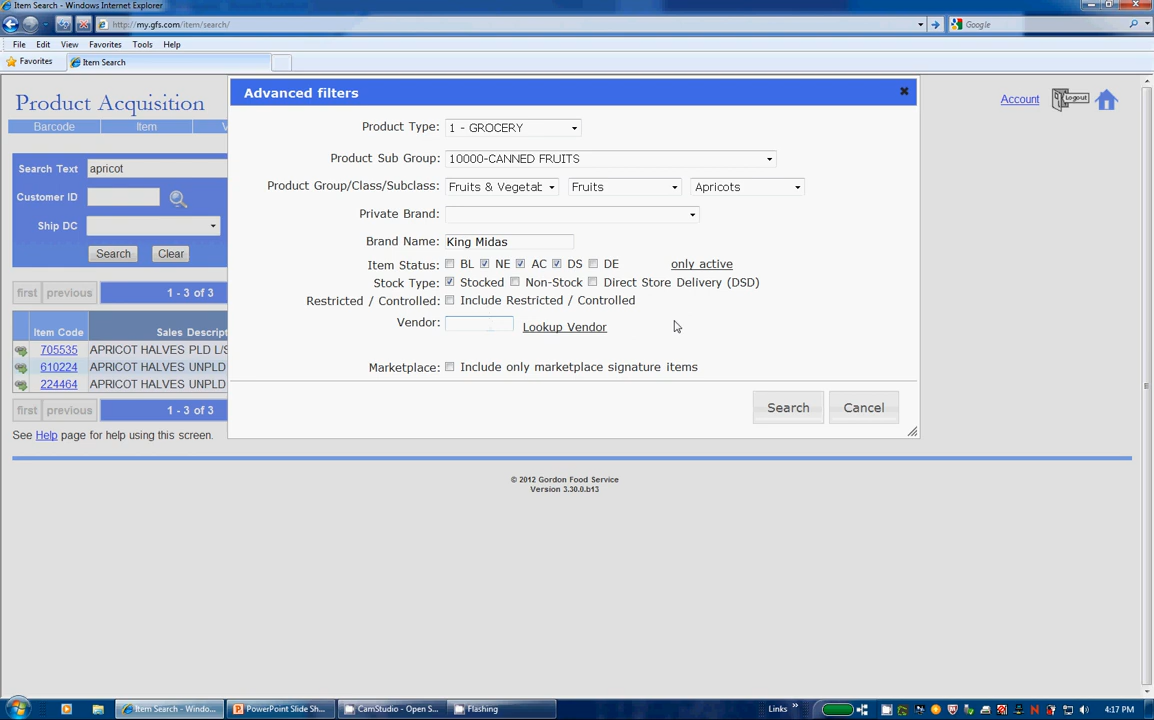 Item Search - Windows Internet Explorer
http://my.gfs.com/item/search/
Google
File Edit View Favorites Tools Help
Favorites Item Search
Product Acquisition
Barcode Item V
Search Text apricot
Customer ID
Ship DC
Search Clear
first previous 1 - 3 of 3
Item Code Sales Descript
705535 APRICOT HALVES PLD L/S
610224 APRICOT HALVES UNPLD
224464 APRICOT HALVES UNPLD
first previous 1 - 3 of 3
See Help page for help using this screen.
Advanced filters
Product Type: 1 - GROCERY
Product Sub Group: 10000-CANNED FRUITS
Product Group/Class/Subclass: Fruits & Vegetat Fruits Apricots
Private Brand:
Brand Name: King Midas
Item Status: BL NE AC DS DE only active
Stock Type: Stocked Non-Stock Direct Store Delivery (DSD)
Restricted / Controlled: Include Restricted / Controlled
Vendor: Lookup Vendor
Marketplace: Include only marketplace signature items
Search Cancel
Account Logout
© 2012 Gordon Food Service
Version 3.30.0.b13
Item Search - Windo... PowerPoint Slide Sh... CamStudio - Open S... Flashing Links » 4:17 PM